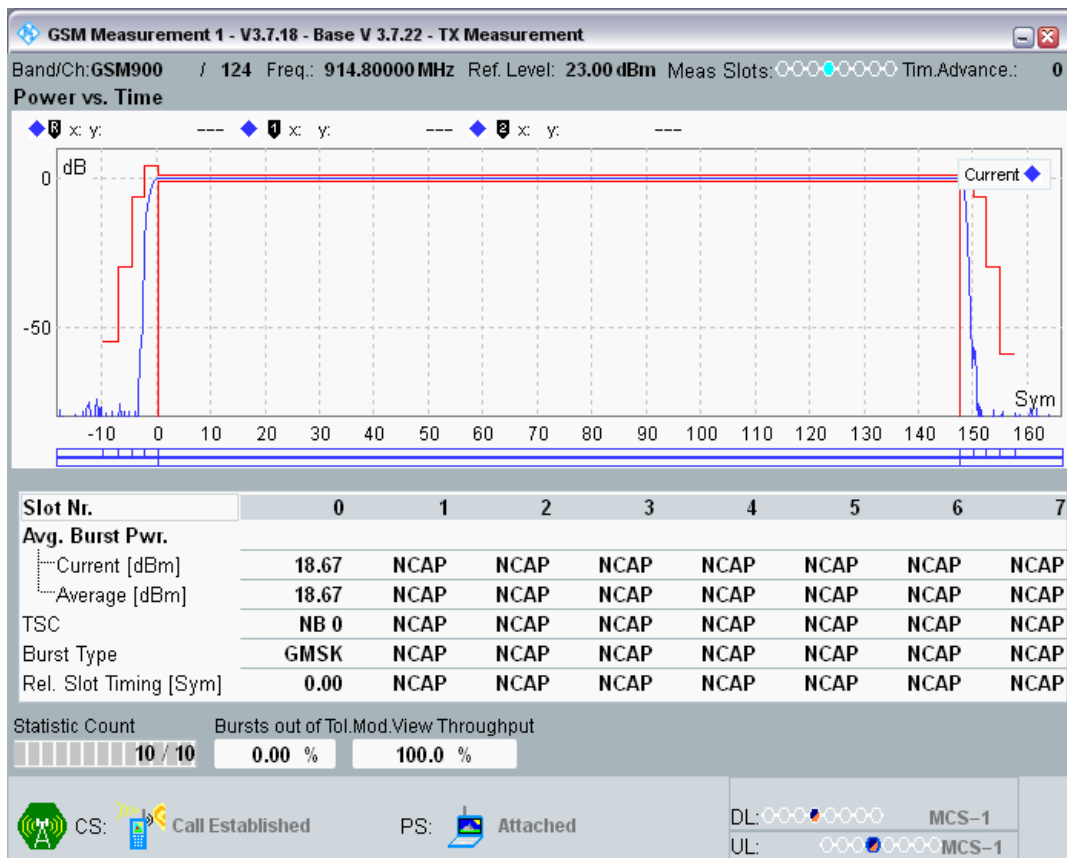 GSM Measurement 1 - V3.7.18 - Base V 3.7.22 - TX Measurement
Band/Ch:GSM900 / 124 Freq.: 914.80000 MHz Ref. Level: 23.00 dBm Meas Slots: Tim.Advance.: 0
Power vs. Time
R x: y: --- 1 x: y: --- 2 x: y: ---
dB
0
Current
-50
Sym
-10 0 10 20 30 40 50 60 70 80 90 100 110 120 130 140 150 160
Slot Nr. 0 1 2 3 4 5 6 7
Avg. Burst Pwr.
Current [dBm] 18.67 NCAP NCAP NCAP NCAP NCAP NCAP NCAP
Average [dBm] 18.67 NCAP NCAP NCAP NCAP NCAP NCAP NCAP
TSC NB 0 NCAP NCAP NCAP NCAP NCAP NCAP NCAP
Burst Type GMSK NCAP NCAP NCAP NCAP NCAP NCAP NCAP
Rel. Slot Timing [Sym] 0.00 NCAP NCAP NCAP NCAP NCAP NCAP NCAP
Statistic Count Bursts out of Tol.Mod.View Throughput
10 / 10 0.00 % 100.0 %
CS: Call Established PS: Attached
DL: MCS-1
UL: MCS-1